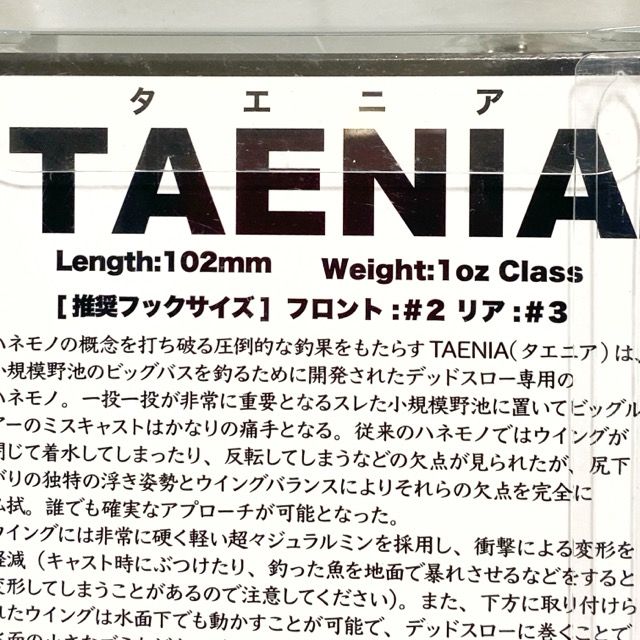 タエニア
TAENIA
Length:102mm Weight:1oz Class
[推奨フックサイズ] フロント:#2 リア:#3
ハネモノの概念を打ち破る圧倒的な釣果をもたらすTAENIA(タエニア)は、
小規模野池のビッグバスを釣るために開発されたデッドスロー専用の
ハネモノ。一投一投が非常に重要となるスレた小規模野池に置いてビッグル
アーのミスキャストはかなりの痛手となる。従来のハネモノではウイングが
閉じて着水してしまったり、反転してしまうなどの欠点が見られたが、尻下
がりの独特の浮き姿勢とウイングバランスによりそれらの欠点を完全に
払拭。誰でも確実なアプローチが可能となった。
ウイングには非常に硬く軽い超々ジュラルミンを採用し、衝撃による変形を
軽減(キャスト時にぶつけたり、釣った魚を地面で暴れさせるなどをすると
変形してしまうことがあるので注意してください)。また、下方に取り付けら
れたウイングは水面下でも動かすことが可能で、デッドスローに巻くことで